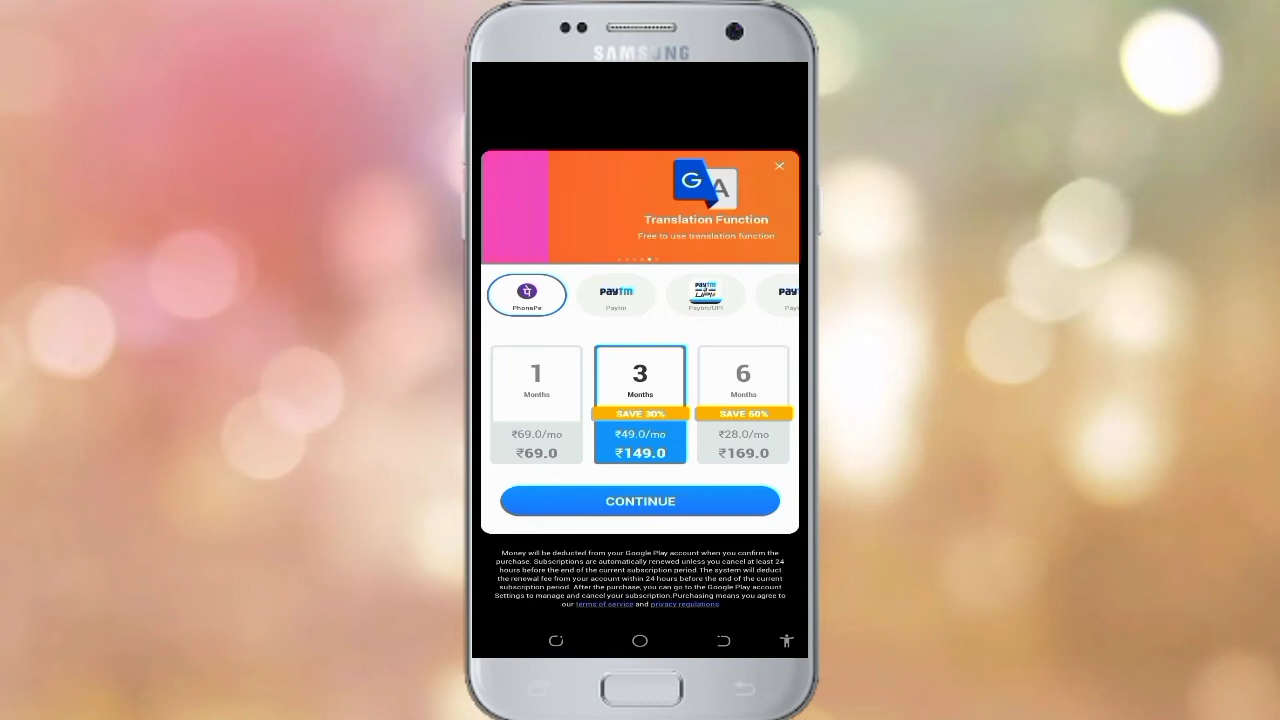 SAMSUNG
G A
Translation Function
Free to use translation function
पे
Paytm
Paytm
UPI
Pay
PhonePe
Paytm
Paytm/UPI
Pay
1
Months
3
Months
6
Months
SAVE 30%
SAVE 60%
₹69.0/mo
₹49.0/mo
₹28.0/mo
₹69.0
₹149.0
₹169.0
CONTINUE
Money will be deducted from your Google Play account when you confirm the
purchase. Subscriptions are automatically renewed unless you cancel at least 24
hours before the end of the current subscription period. The system will deduct
the renewal fee from your account within 24 hours before the end of the current
subscription period. After the purchase, you can go to the Google Play account
Settings to manage and cancel your subscription.Purchasing means you agree to
our terms of service and privacy regulations